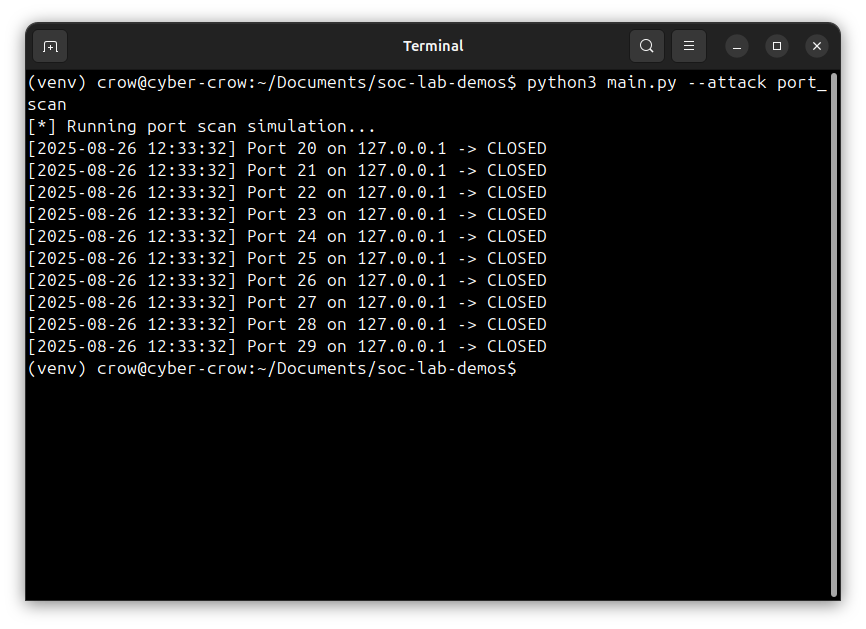 Terminal
(venv) crow@cyber-crow:~/Documents/soc-lab-demos$ python3 main.py --attack port_
scan
[*] Running port scan simulation...
[2025-08-26 12:33:32] Port 20 on 127.0.0.1 -> CLOSED
[2025-08-26 12:33:32] Port 21 on 127.0.0.1 -> CLOSED
[2025-08-26 12:33:32] Port 22 on 127.0.0.1 -> CLOSED
[2025-08-26 12:33:32] Port 23 on 127.0.0.1 -> CLOSED
[2025-08-26 12:33:32] Port 24 on 127.0.0.1 -> CLOSED
[2025-08-26 12:33:32] Port 25 on 127.0.0.1 -> CLOSED
[2025-08-26 12:33:32] Port 26 on 127.0.0.1 -> CLOSED
[2025-08-26 12:33:32] Port 27 on 127.0.0.1 -> CLOSED
[2025-08-26 12:33:32] Port 28 on 127.0.0.1 -> CLOSED
[2025-08-26 12:33:32] Port 29 on 127.0.0.1 -> CLOSED
(venv) crow@cyber-crow:~/Documents/soc-lab-demos$